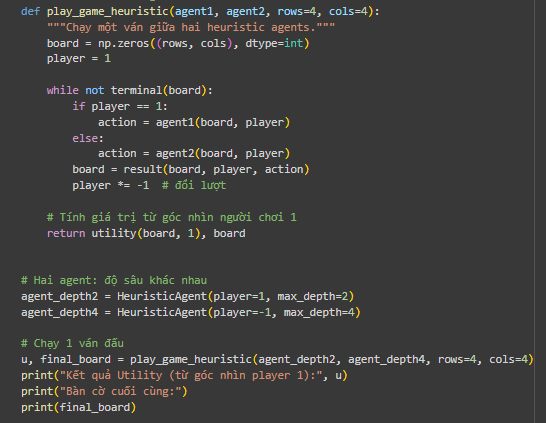 def play_game_heuristic(agent1, agent2, rows=4, cols=4):
    """Chạy một ván giữa hai heuristic agents."""
    board = np.zeros((rows, cols), dtype=int)
    player = 1

    while not terminal(board):
        if player == 1:
            action = agent1(board, player)
        else:
            action = agent2(board, player)
        board = result(board, player, action)
        player *= -1  # đổi lượt

    # Tính giá trị từ góc nhìn người chơi 1
    return utility(board, 1), board


# Hai agent: độ sâu khác nhau
agent_depth2 = HeuristicAgent(player=1, max_depth=2)
agent_depth4 = HeuristicAgent(player=-1, max_depth=4)

# Chạy 1 ván đấu
u, final_board = play_game_heuristic(agent_depth2, agent_depth4, rows=4, cols=4)
print("Kết quả Utility (từ góc nhìn player 1):", u)
print("Bàn cờ cuối cùng:")
print(final_board)